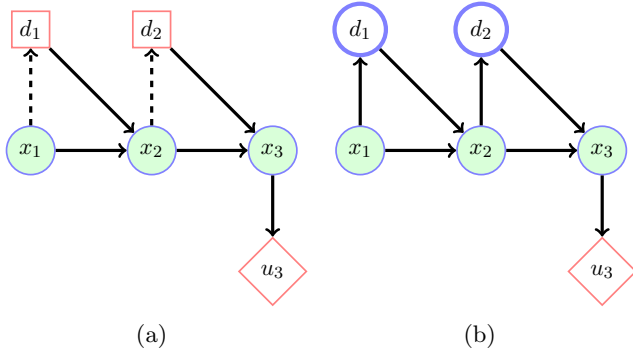 d₁ d₂ d₁ d₂
x₁ x₂ x₃ x₁ x₂ x₃
u₃ u₃
(a) (b)